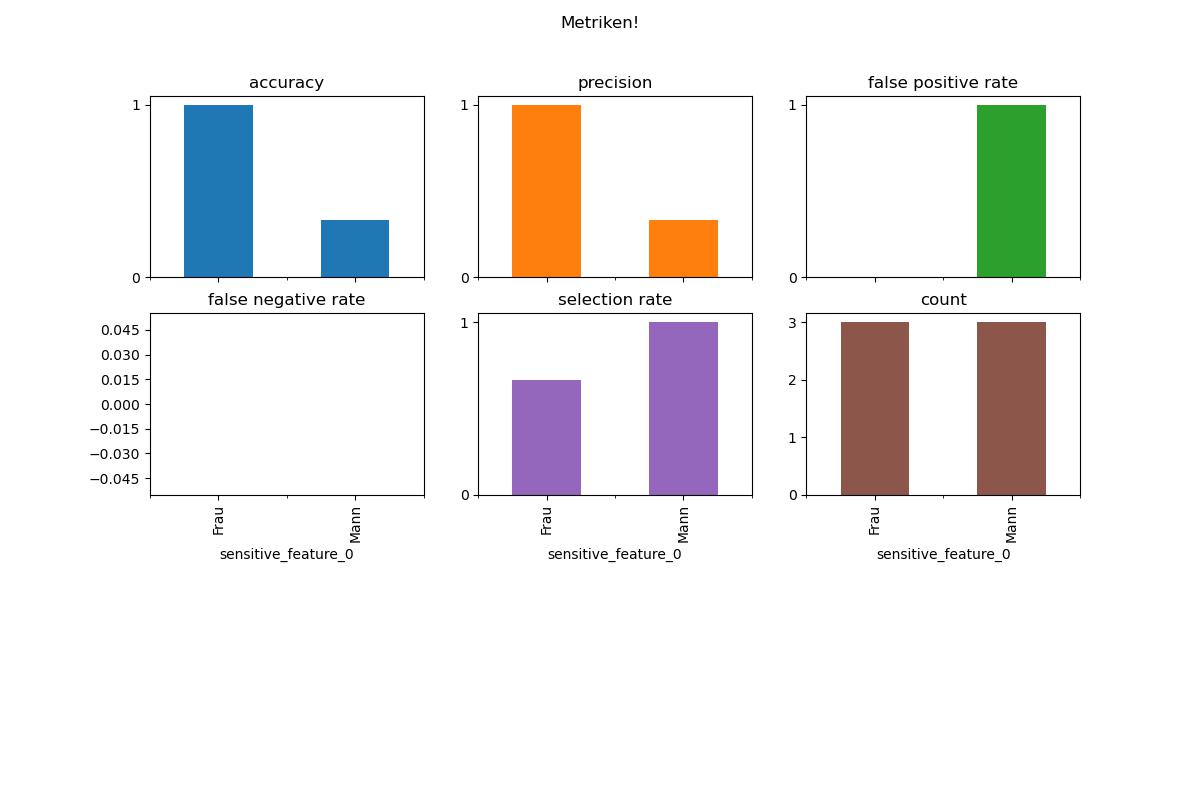 Metriken!
accuracy
precision
false positive rate
1
0
1
0
1
0
false negative rate
selection rate
count
0.045
0.030
0.015
0.000
−0.015
−0.030
−0.045
1
0
3
2
1
0
Frau
Mann
Frau
Mann
Frau
Mann
sensitive_feature_0
sensitive_feature_0
sensitive_feature_0